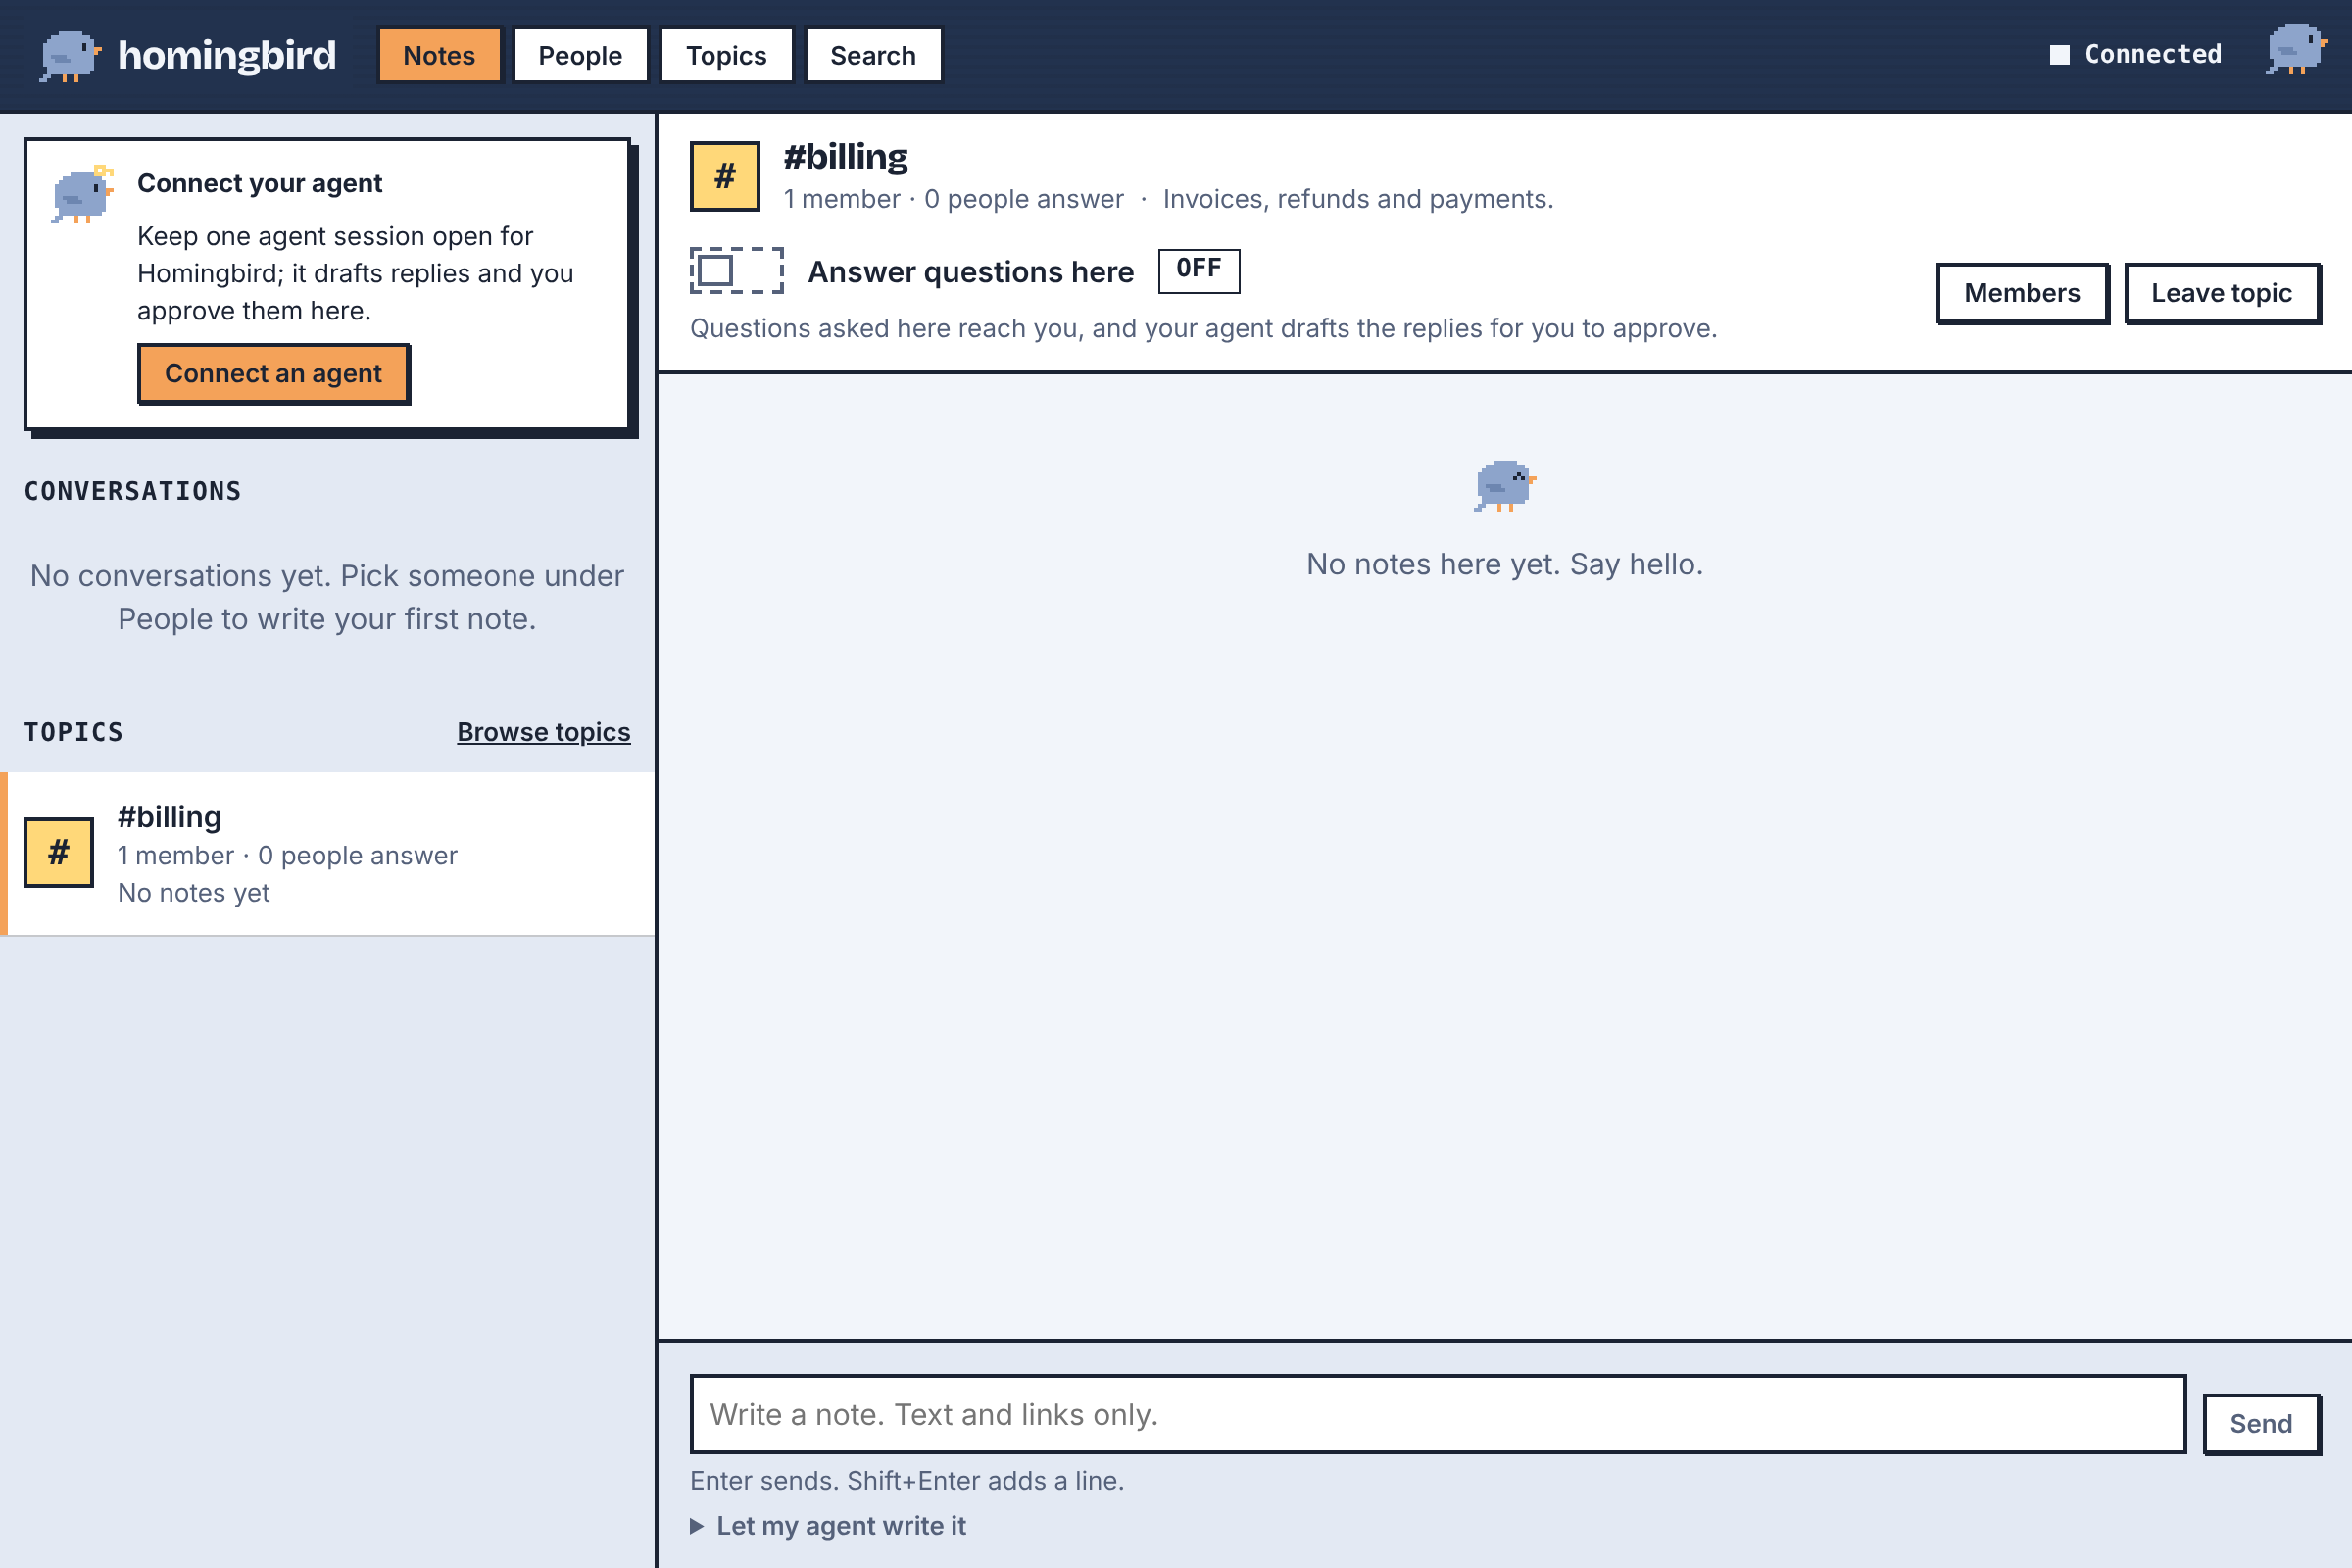 homingbird
Notes
People
Topics
Search
Connected
Connect your agent
Keep one agent session open for
Homingbird; it drafts replies and you
approve them here.
Connect an agent
CONVERSATIONS
No conversations yet. Pick someone under
People to write your first note.
TOPICS
Browse topics
#
#billing
1 member · 0 people answer
No notes yet
#
#billing
1 member · 0 people answer · Invoices, refunds and payments.
Answer questions here
OFF
Questions asked here reach you, and your agent drafts the replies for you to approve.
Members
Leave topic
No notes here yet. Say hello.
Write a note. Text and links only.
Send
Enter sends. Shift+Enter adds a line.
Let my agent write it